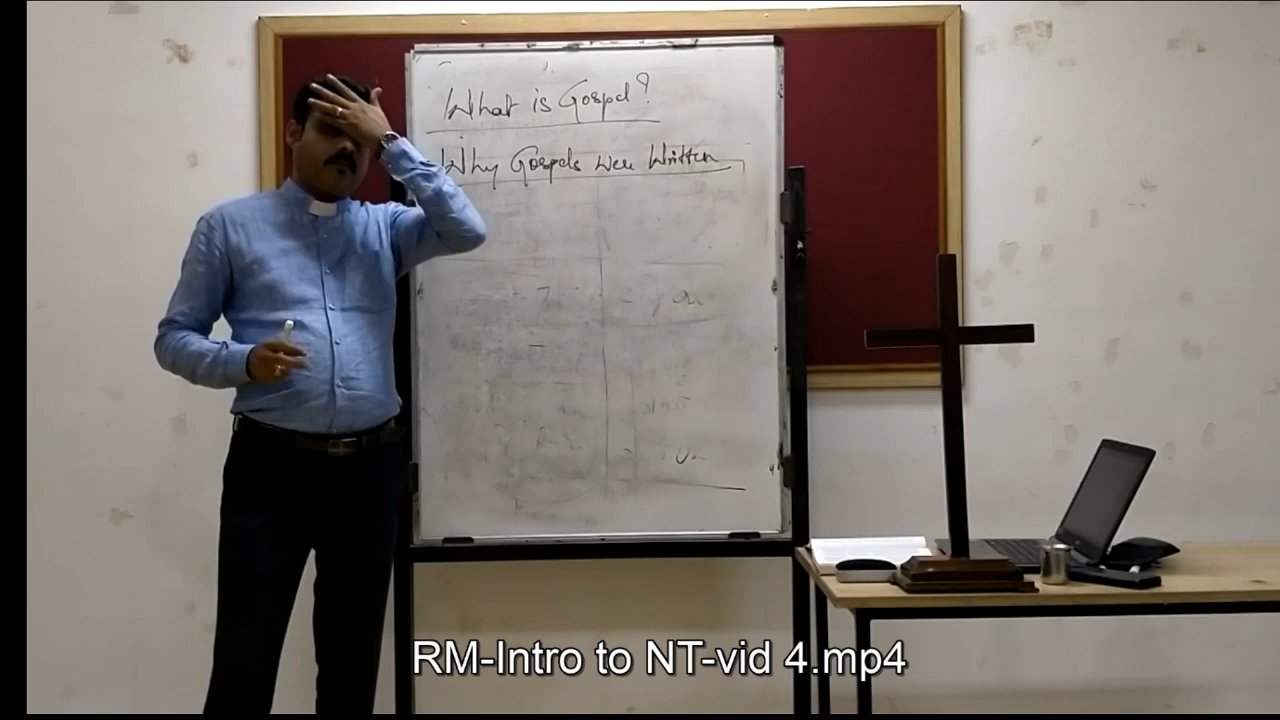 What is Gospel?
Why Gospels were Written
RM-Intro to NT-vid 4.mp4